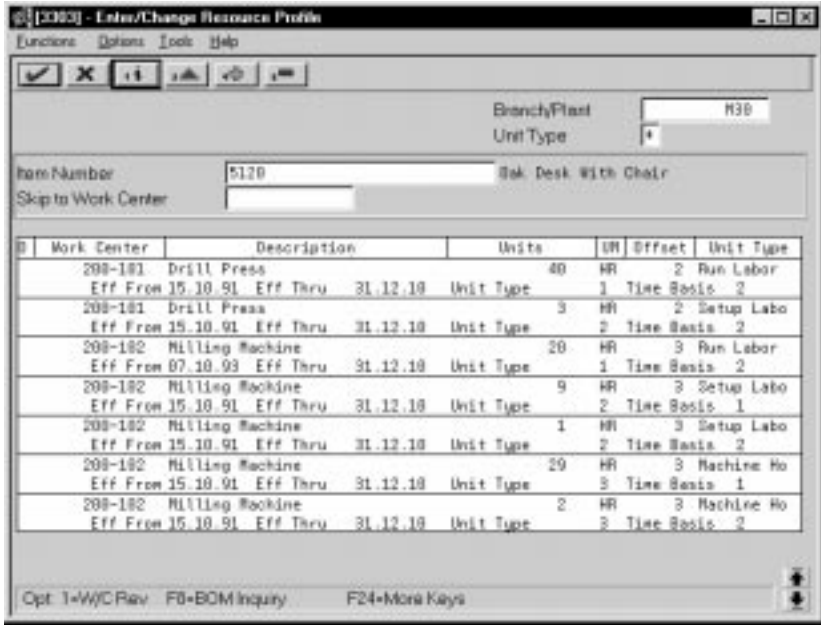 [3303] - Enter/Change Resource Profile
Functions Options Tools Help
Branch/Plant M30
Unit Type *
Item Number 5120 Oak Desk With Chair
Skip to Work Center
O Work Center Description Units UM Offset Unit Type
200-101 Drill Press 40 HR 2 Run Labor
Eff From 15.10.91 Eff Thru 31.12.10 Unit Type 1 Time Basis 2
200-101 Drill Press 3 HR 2 Setup Labo
Eff From 15.10.91 Eff Thru 31.12.10 Unit Type 2 Time Basis 2
200-102 Milling Machine 20 HR 3 Run Labor
Eff From 07.10.93 Eff Thru 31.12.10 Unit Type 1 Time Basis 2
200-102 Milling Machine 9 HR 3 Setup Labo
Eff From 15.10.91 Eff Thru 31.12.10 Unit Type 2 Time Basis 1
200-102 Milling Machine 1 HR 3 Setup Labo
Eff From 15.10.91 Eff Thru 31.12.10 Unit Type 2 Time Basis 2
200-102 Milling Machine 29 HR 3 Machine Ho
Eff From 15.10.91 Eff Thru 31.12.10 Unit Type 3 Time Basis 1
200-102 Milling Machine 2 HR 3 Machine Ho
Eff From 15.10.91 Eff Thru 31.12.10 Unit Type 3 Time Basis 2
Opt: 1=W/C Rev F8=BOM Inquiry F24=More Keys